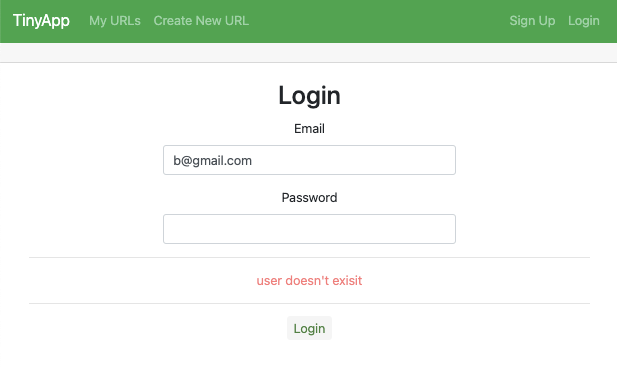 TinyApp My URLs Create New URL Sign Up Login
Login
Email
b@gmail.com
Password
user doesn't exisit
Login